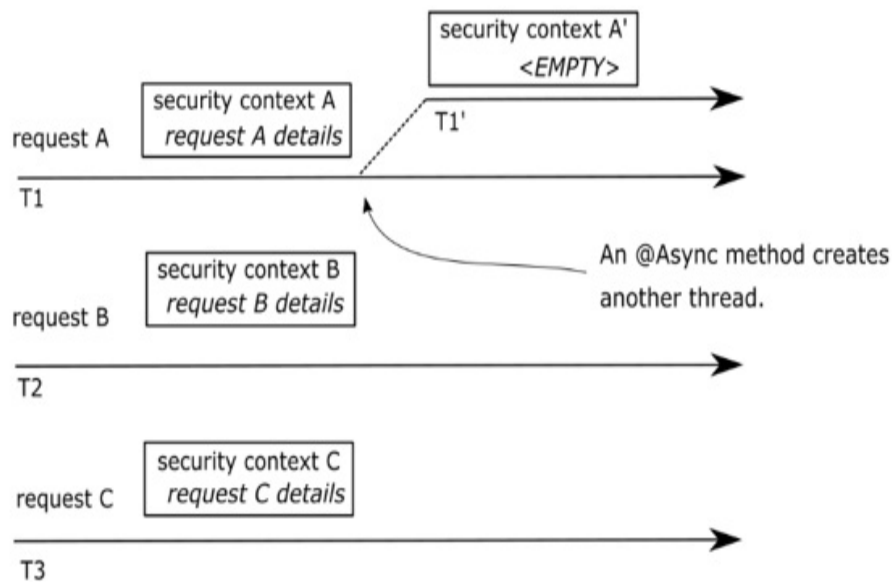 security context A'
<EMPTY>
security context A
request A details
request A
T1'
T1
An @Async method creates
another thread.
security context B
request B details
request B
T2
security context C
request C details
request C
T3